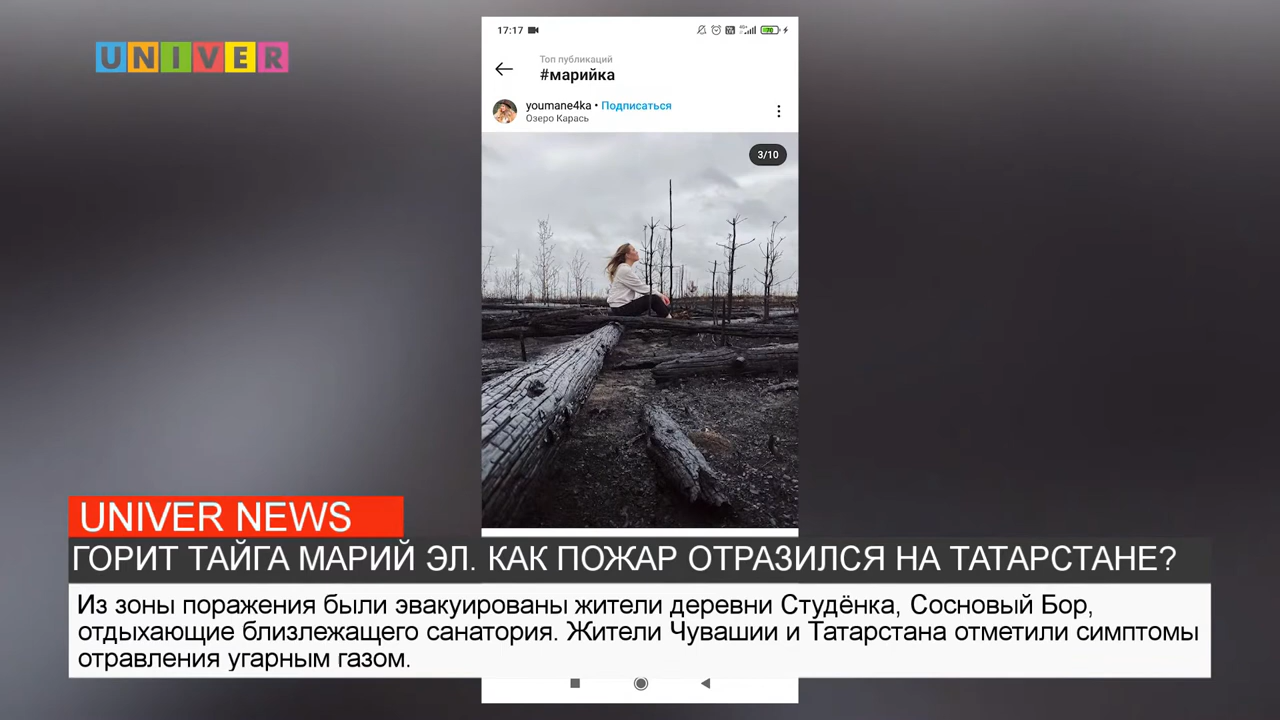 UNIVER
17:17
Топ публикаций
#марийка
youmane4ka • Подписаться
Озеро Карась
3/10
UNIVER NEWS
ГОРИТ ТАЙГА МАРИЙ ЭЛ. КАК ПОЖАР ОТРАЗИЛСЯ НА ТАТАРСТАНЕ?
Из зоны поражения были эвакуированы жители деревни Студёнка, Сосновый Бор,
отдыхающие близлежащего санатория. Жители Чувашии и Татарстана отметили симптомы
отравления угарным газом.